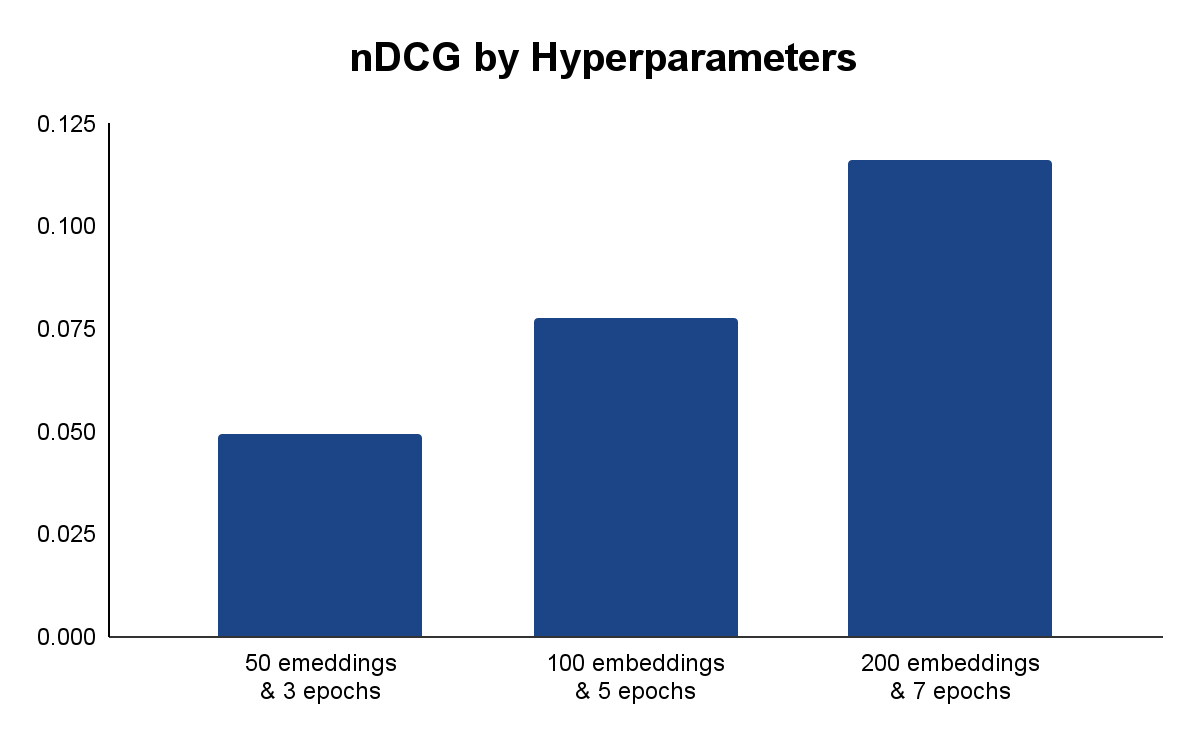 nDCG by Hyperparameters
0.125
0.100
0.075
0.050
0.025
0.000
50 emeddings
& 3 epochs
100 embeddings
& 5 epochs
200 embeddings
& 7 epochs